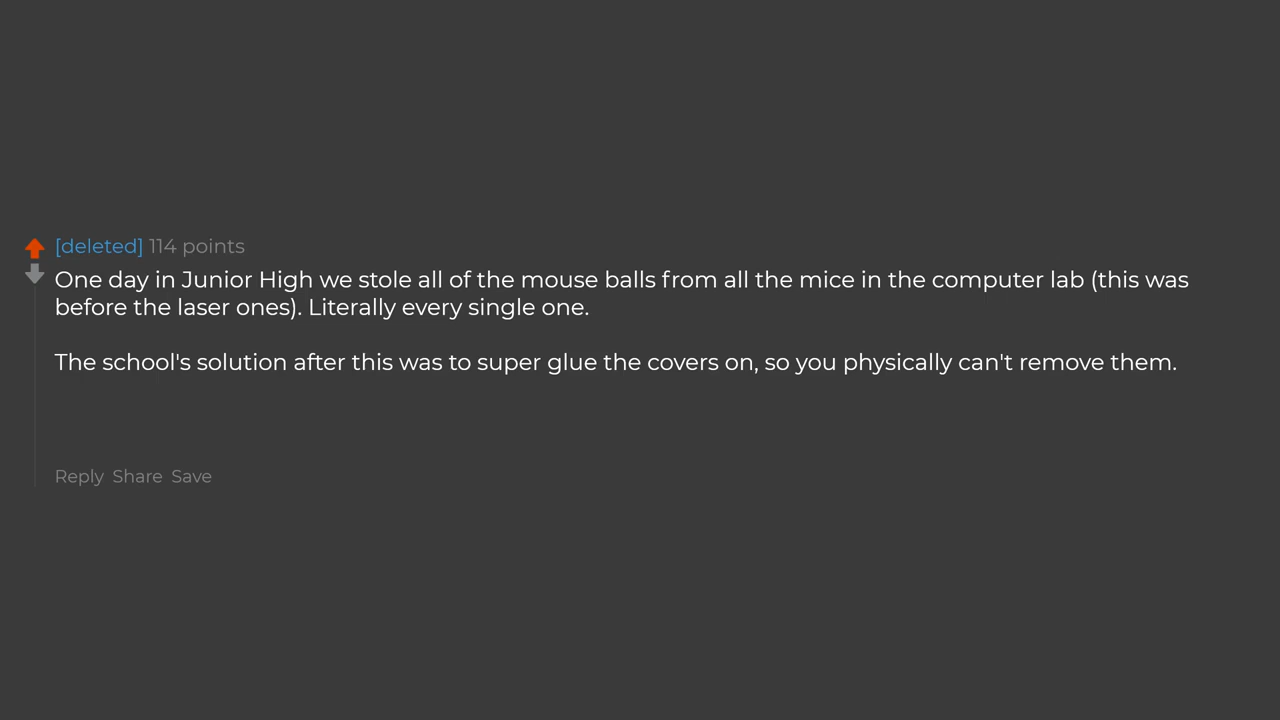 [deleted] 114 points
One day in Junior High we stole all of the mouse balls from all the mice in the computer lab (this was
before the laser ones). Literally every single one.
The school's solution after this was to super glue the covers on, so you physically can't remove them.
Reply Share Save